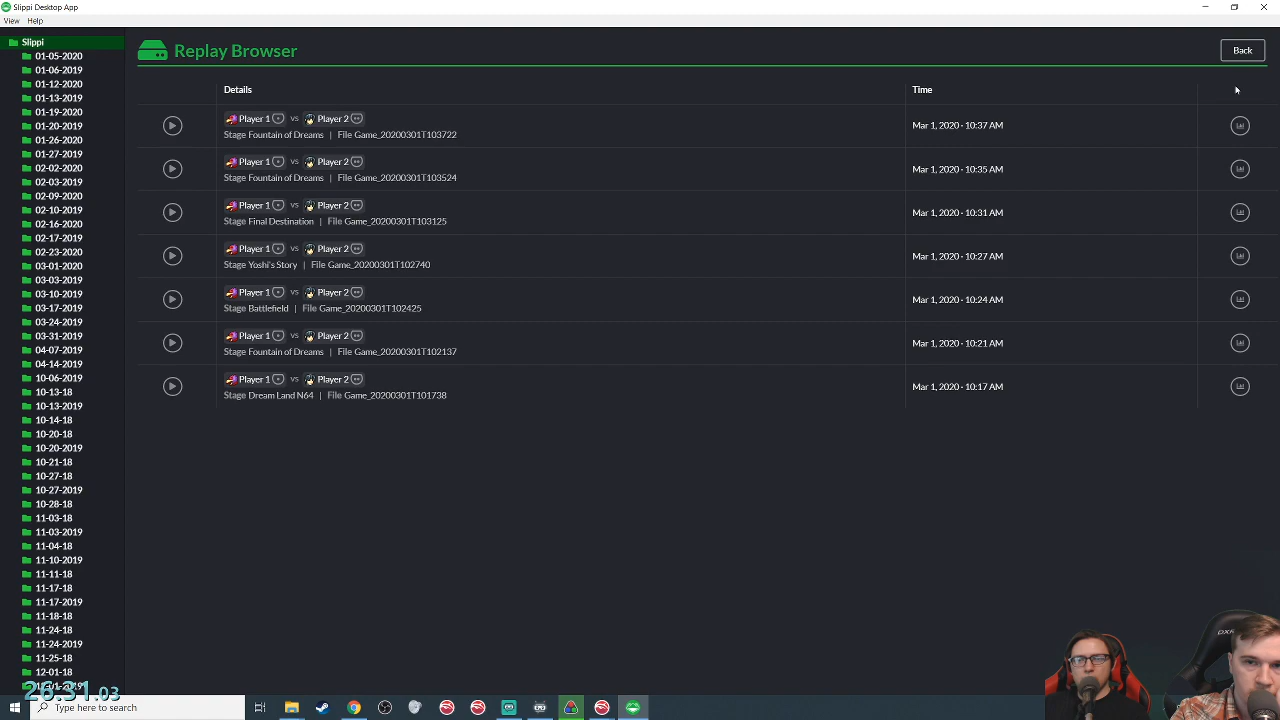 Slippi Desktop App
View Help
Slippi
01-05-2020
01-06-2019
01-12-2020
01-13-2019
01-19-2020
01-20-2019
01-26-2020
01-27-2019
02-02-2020
02-03-2019
02-09-2020
02-10-2019
02-16-2020
02-17-2019
02-23-2020
03-01-2020
03-03-2019
03-10-2019
03-17-2019
03-24-2019
03-31-2019
04-07-2019
04-14-2019
10-06-2019
10-13-18
10-13-2019
10-14-18
10-20-18
10-20-2019
10-21-18
10-27-18
10-27-2019
10-28-18
11-03-18
11-03-2019
11-04-18
11-10-2019
11-11-18
11-17-18
11-17-2019
11-18-18
11-24-18
11-24-2019
11-25-18
12-01-18
26:31.03
Replay Browser
Back
Details Time
Player 1 vs Player 2
Stage Fountain of Dreams | File Game_20200301T103722
Mar 1, 2020 · 10:37 AM
Player 1 vs Player 2
Stage Fountain of Dreams | File Game_20200301T103524
Mar 1, 2020 · 10:35 AM
Player 1 vs Player 2
Stage Final Destination | File Game_20200301T103125
Mar 1, 2020 · 10:31 AM
Player 1 vs Player 2
Stage Yoshi's Story | File Game_20200301T102740
Mar 1, 2020 · 10:27 AM
Player 1 vs Player 2
Stage Battlefield | File Game_20200301T102425
Mar 1, 2020 · 10:24 AM
Player 1 vs Player 2
Stage Fountain of Dreams | File Game_20200301T102137
Mar 1, 2020 · 10:21 AM
Player 1 vs Player 2
Stage Dream Land N64 | File Game_20200301T101738
Mar 1, 2020 · 10:17 AM
Type here to search